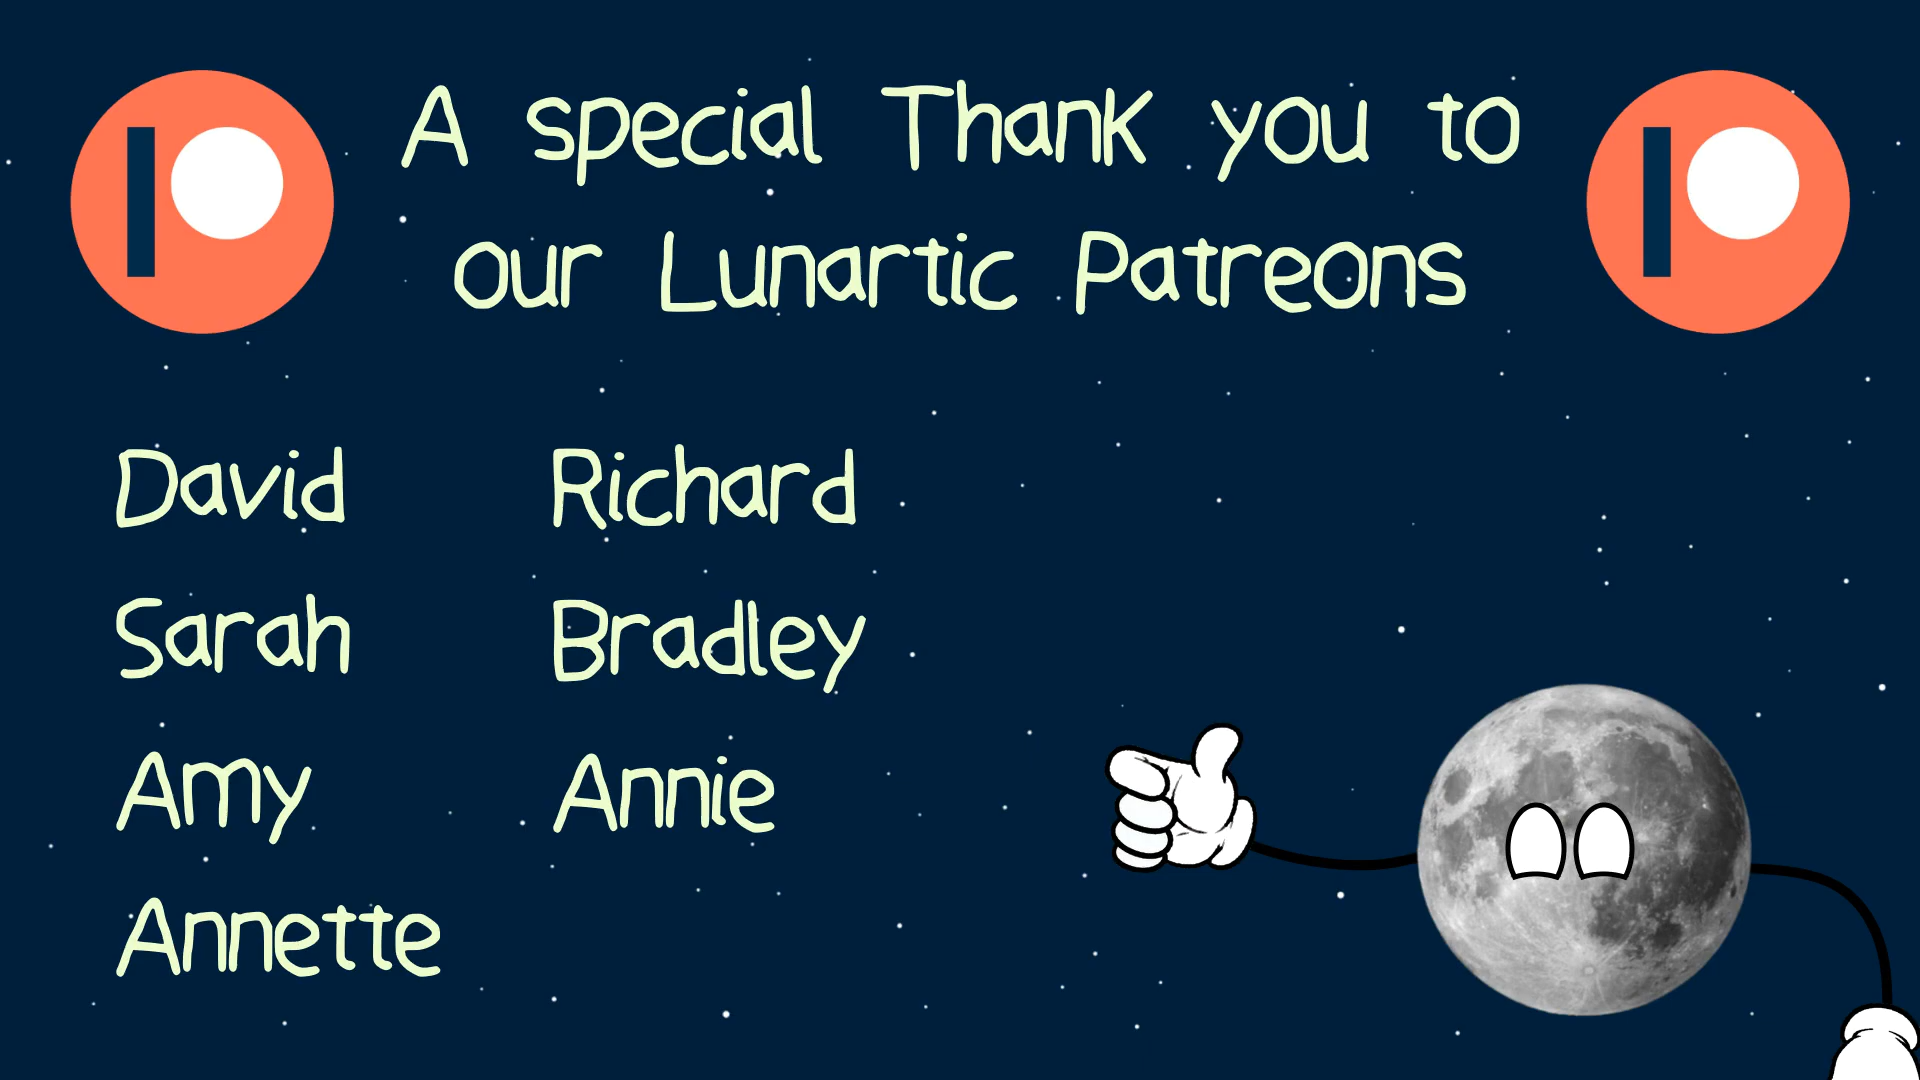 A special Thank you to
our Lunartic Patreons
David
Sarah
Amy
Annette
Richard
Bradley
Annie